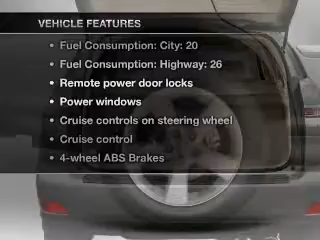 VEHICLE FEATURES
• Fuel Consumption: City: 20
• Fuel Consumption: Highway: 26
• Remote power door locks
• Power windows
• Cruise controls on steering wheel
• Cruise control
• 4-wheel ABS Brakes